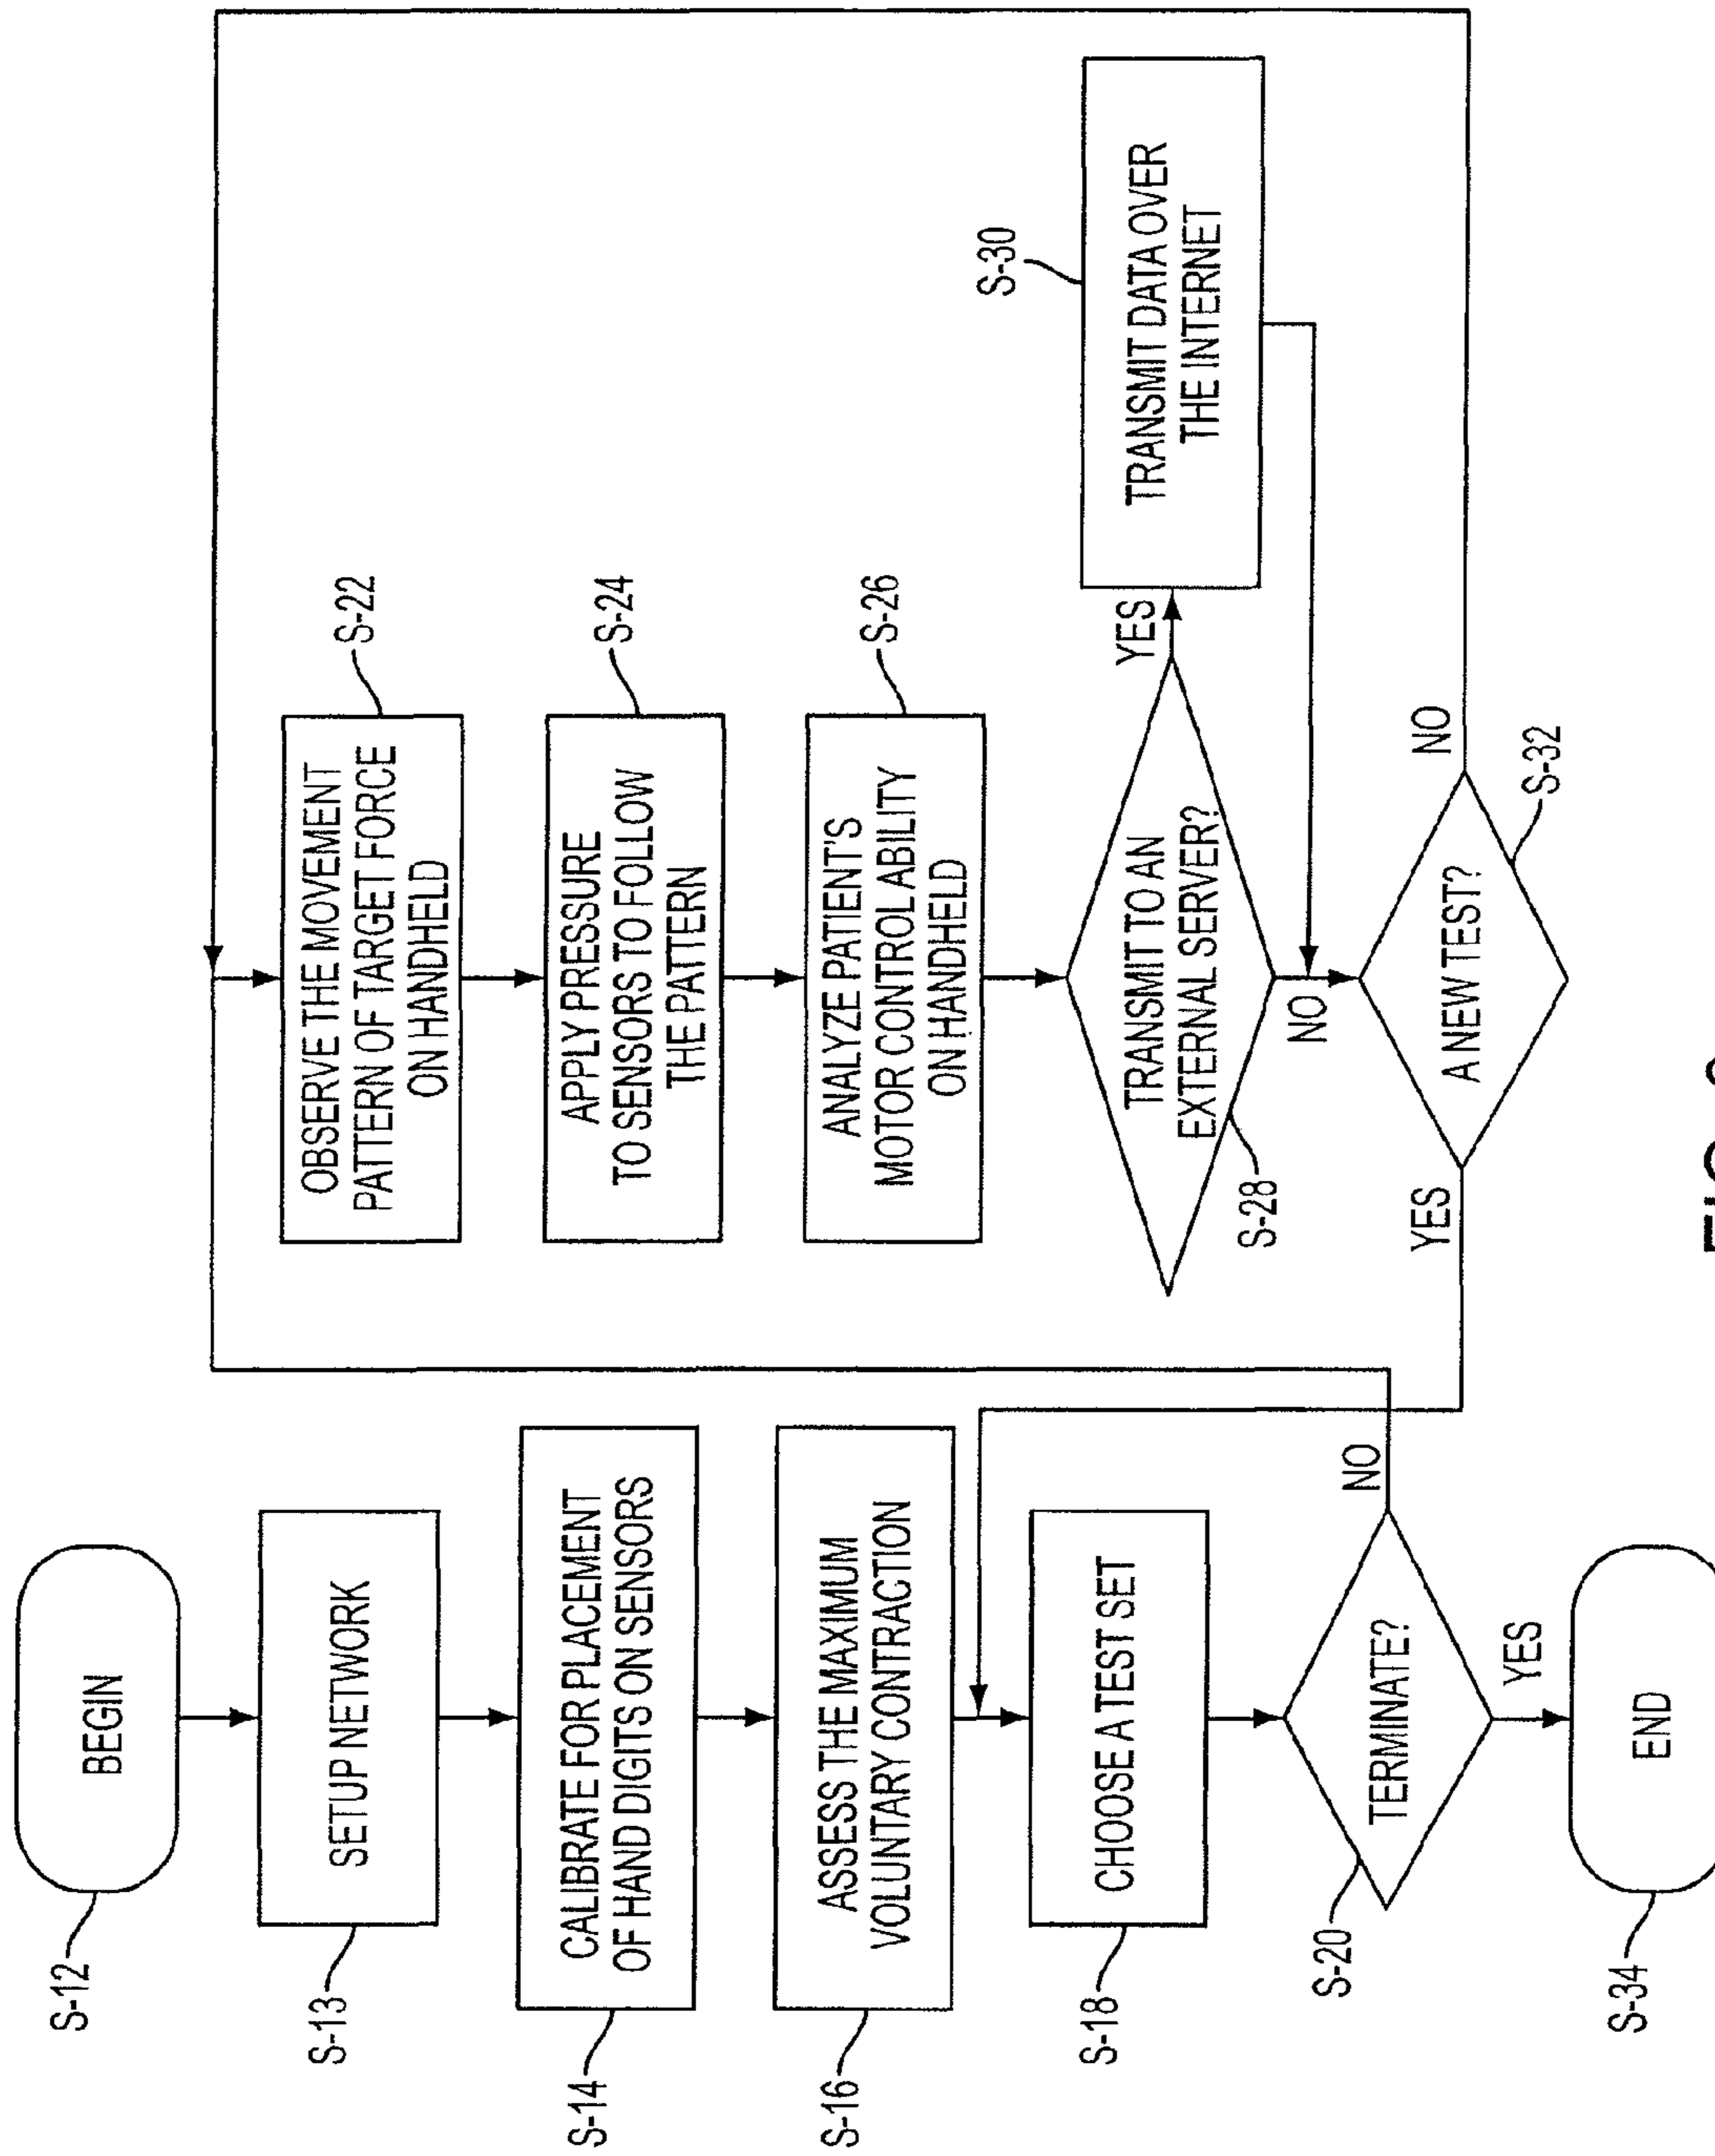 S-12
BEGIN
S-13
SETUP NETWORK
S-14
CALIBRATE FOR PLACEMENT
OF HAND DIGITS ON SENSORS
S-16
ASSESS THE MAXIMUM
VOLUNTARY CONTRACTION
S-18
CHOOSE A TEST SET
S-20
TERMINATE?
NO
YES
S-34
END
OBSERVE THE MOVEMENT
PATTERN OF TARGET FORCE
ON HANDHELD
S-22
APPLY PRESSURE
TO SENSORS TO FOLLOW
THE PATTERN
S-24
ANALYZE PATIENT'S
MOTOR CONTROL ABILITY
ON HANDHELD
S-26
TRANSMIT TO AN
EXTERNAL SERVER?
S-28
YES
NO
S-30
TRANSMIT DATA OVER
THE INTERNET
A NEW TEST?
S-32
YES
NO
FIG.